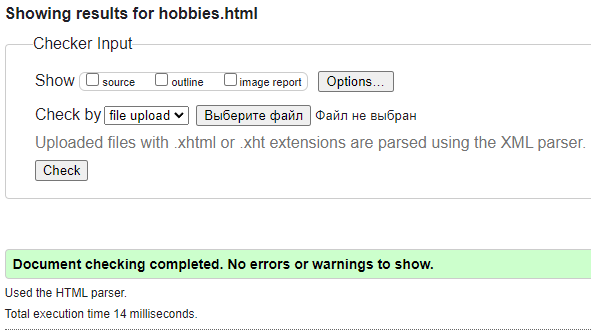 Showing results for hobbies.html
Checker Input
Show source outline image report Options...
Check by file upload Выберите файл Файл не выбран
Uploaded files with .xhtml or .xht extensions are parsed using the XML parser.
Check
Document checking completed. No errors or warnings to show.
Used the HTML parser.
Total execution time 14 milliseconds.